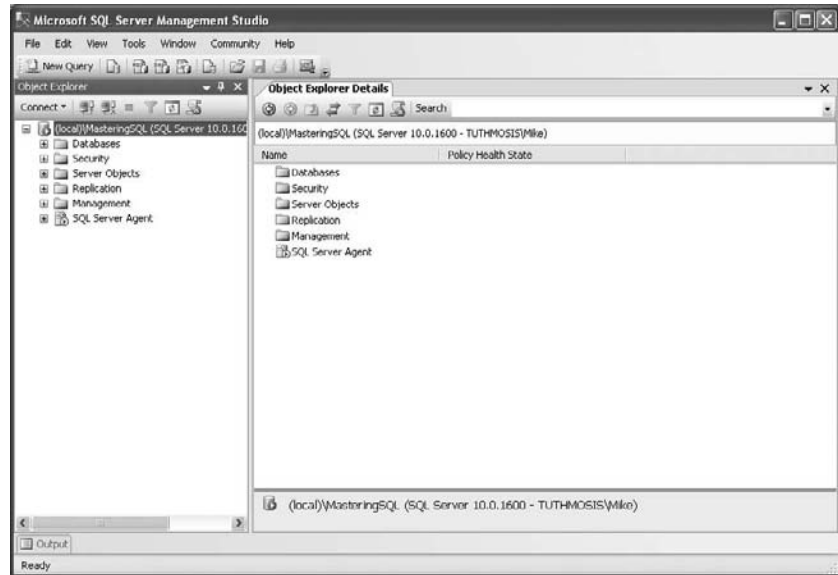 Microsoft SQL Server Management Studio
File Edit View Tools Window Community Help
New Query
Object Explorer
Connect
(local)\MasteringSQL (SQL Server 10.0.160
Databases
Security
Server Objects
Replication
Management
SQL Server Agent
Object Explorer Details
Search
(local)\MasteringSQL (SQL Server 10.0.1600 - TUTHMOSIS\Mike)
Name Policy Health State
Databases
Security
Server Objects
Replication
Management
SQL Server Agent
(local)\MasteringSQL (SQL Server 10.0.1600 - TUTHMOSIS\Mike)
Output
Ready